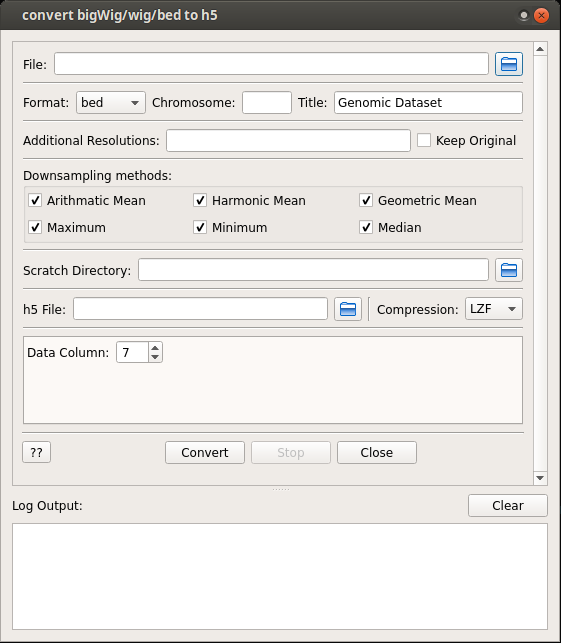 convert bigWig/wig/bed to h5
File:
Format: bed Chromosome: Title: Genomic Dataset
Additional Resolutions: Keep Original
Downsampling methods:
Arithmatic Mean Harmonic Mean Geometric Mean
Maximum Minimum Median
Scratch Directory:
h5 File: Compression: LZF
Data Column: 7
?? Convert Stop Close
Log Output: Clear